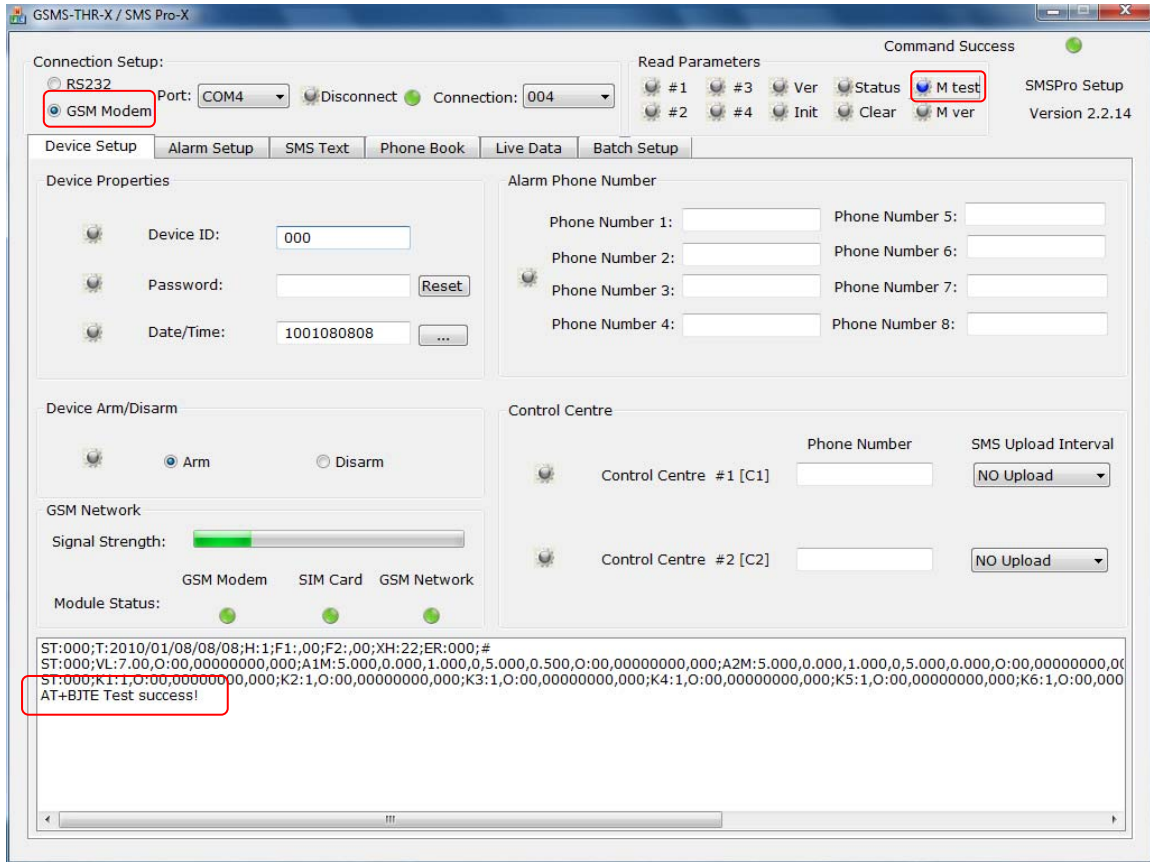 GSMS-THR-X / SMS Pro-X
Command Success
Connection Setup:
RS232
GSM Modem
Port: COM4
Disconnect
Connection: 004
Read Parameters
#1 #3 Ver Status M test
#2 #4 Init Clear M ver
SMSPro Setup
Version 2.2.14
Device Setup Alarm Setup SMS Text Phone Book Live Data Batch Setup
Device Properties
Device ID: 000
Password: Reset
Date/Time: 1001080808 ...
Alarm Phone Number
Phone Number 1: Phone Number 5:
Phone Number 2: Phone Number 6:
Phone Number 3: Phone Number 7:
Phone Number 4: Phone Number 8:
Device Arm/Disarm
Arm Disarm
Control Centre
Phone Number SMS Upload Interval
Control Centre #1 [C1] NO Upload
Control Centre #2 [C2] NO Upload
GSM Network
Signal Strength:
GSM Modem SIM Card GSM Network
Module Status:
ST:000;T:2010/01/08/08/08;H:1;F1:,00;F2:,00;XH:22;ER:000;#
ST:000;VL:7.00,O:00,00000000,000;A1M:5.000,0.000,1.000,0,5.000,0.500,O:00,00000000,000;A2M:5.000,0.000,1.000,0,5.000,0.000,O:00,00000000,00
ST:000;K1:1,O:00,00000000,000;K2:1,O:00,00000000,000;K3:1,O:00,00000000,000;K4:1,O:00,00000000,000;K5:1,O:00,00000000,000;K6:1,O:00,000
AT+BJTE Test success!